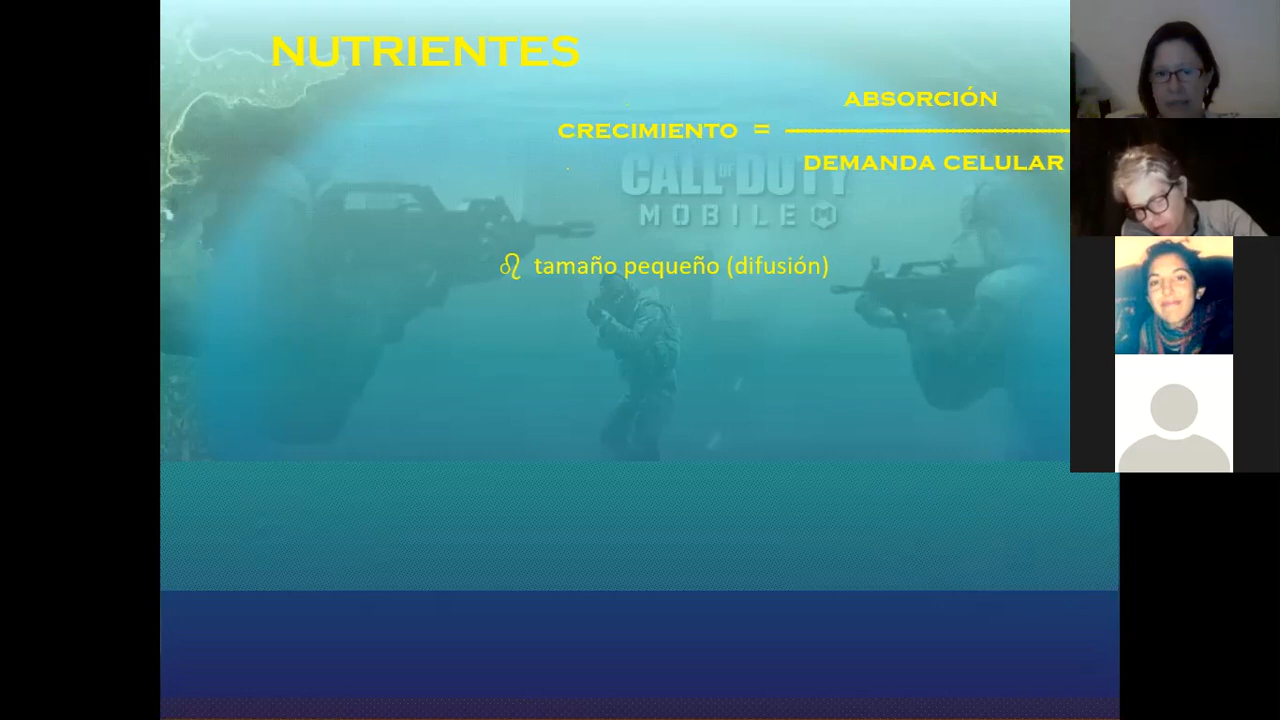 NUTRIENTES
ABSORCIÓN
CRECIMIENTO =
DEMANDA CELULAR
CALL OF DUTY
MOBILE
♌ tamaño pequeño (difusión)